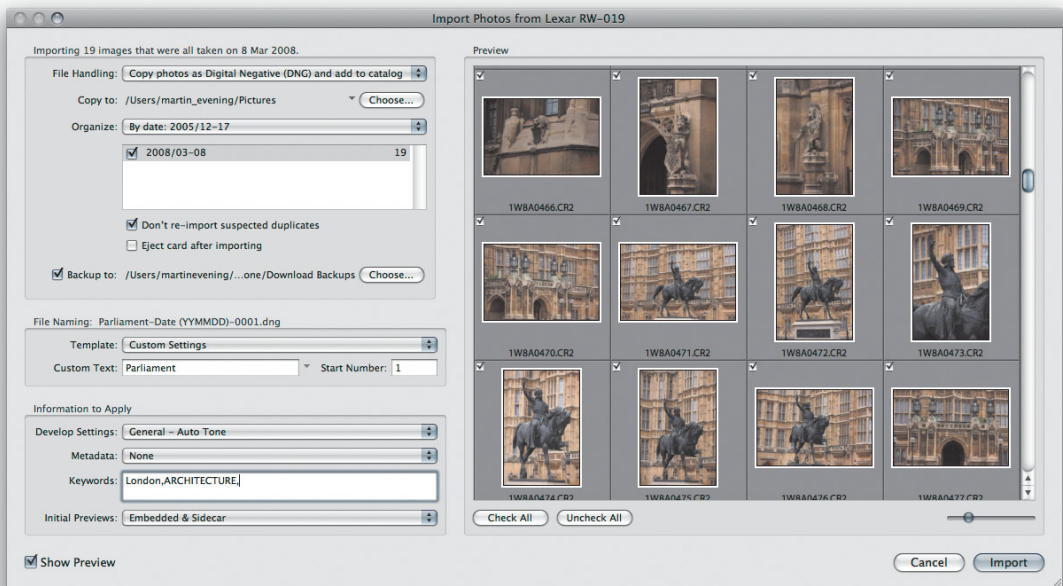 Import Photos from Lexar RW-019
Importing 19 images that were all taken on 8 Mar 2008.
File Handling: Copy photos as Digital Negative (DNG) and add to catalog
Copy to: /Users/martin_evening/Pictures Choose...
Organize: By date: 2005/12-17
2008/03-08 19
Don't re-import suspected duplicates
Eject card after importing
Backup to: /Users/martinevening/...one/Download Backups Choose...
File Naming: Parliament-Date (YYMMDD)-0001.dng
Template: Custom Settings
Custom Text: Parliament Start Number: 1
Information to Apply
Develop Settings: General - Auto Tone
Metadata: None
Keywords: London,ARCHITECTURE,
Initial Previews: Embedded & Sidecar
Show Preview
Preview
1W8A0466.CR2 1W8A0467.CR2 1W8A0468.CR2 1W8A0469.CR2
1W8A0470.CR2 1W8A0471.CR2 1W8A0472.CR2 1W8A0473.CR2
1W8A0474.CR2 1W8A0475.CR2 1W8A0476.CR2 1W8A0477.CR2
Check All Uncheck All
Cancel Import